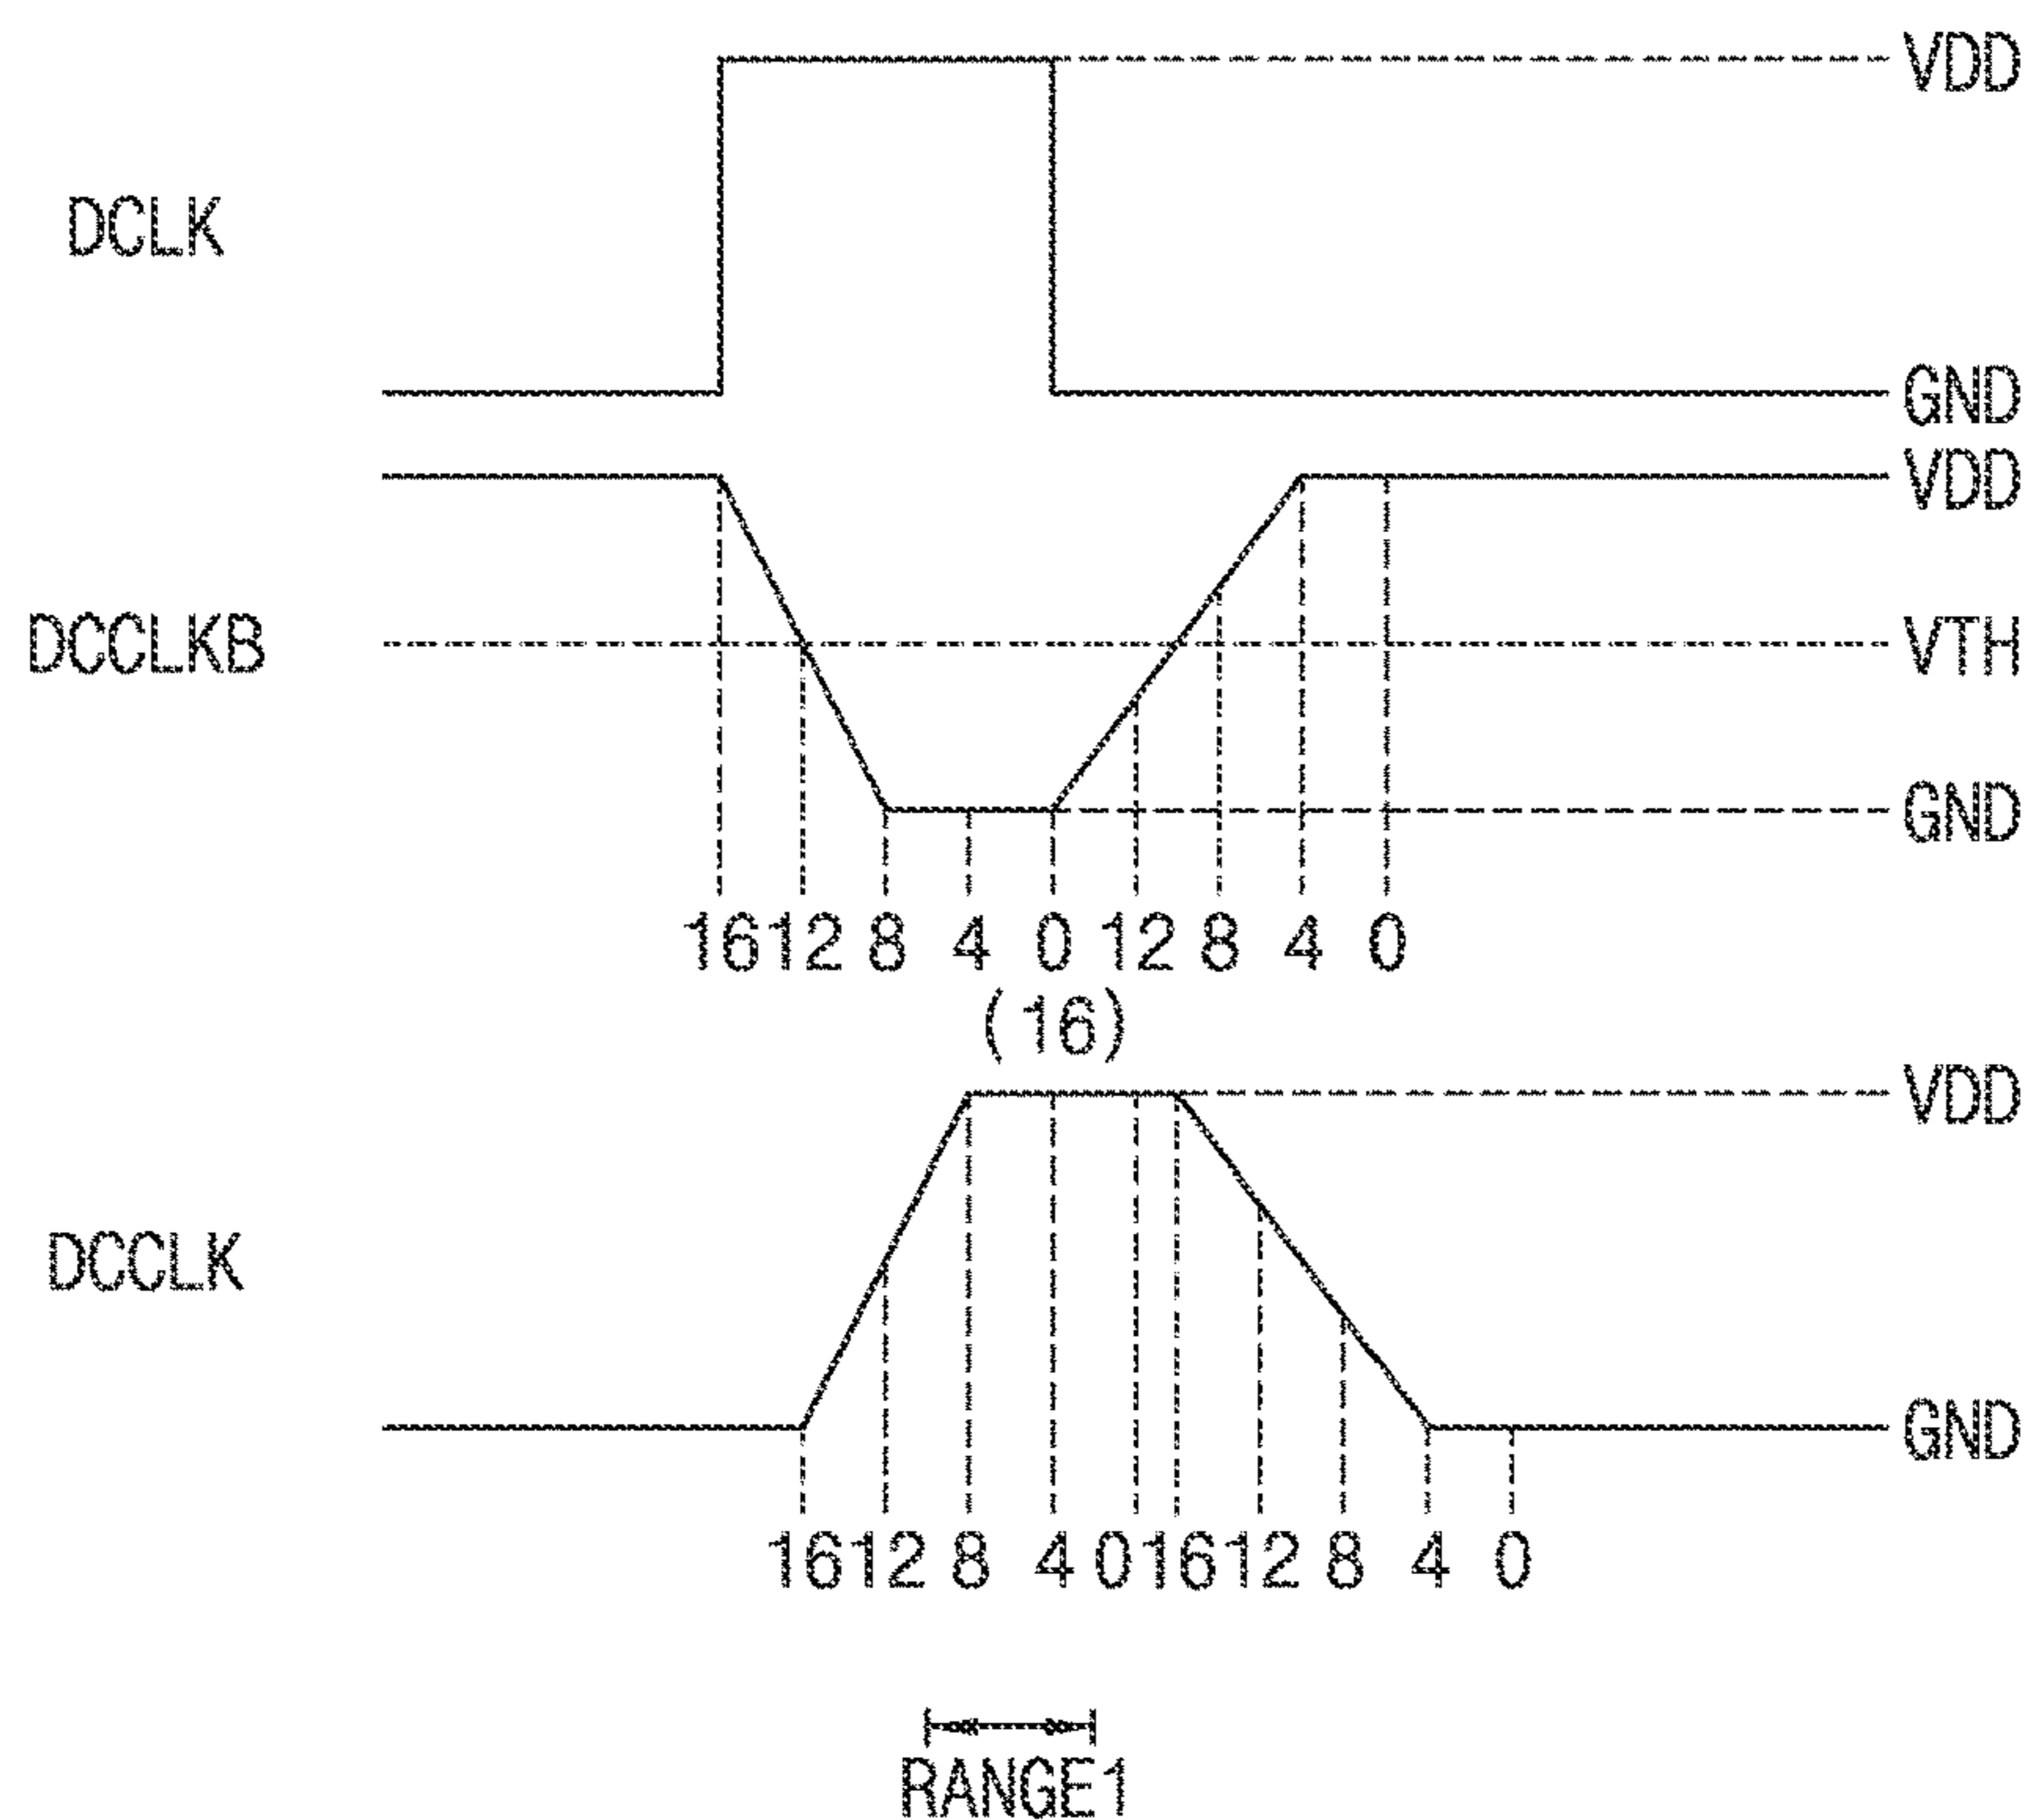 VDD
DCLK
GND
VDD
DCCLKB
VTH
GND
16 12 8 4 0 12 8 4 0
(16)
VDD
DCCLK
GND
16 12 8 4 0 16 12 8 4 0
RANGE1